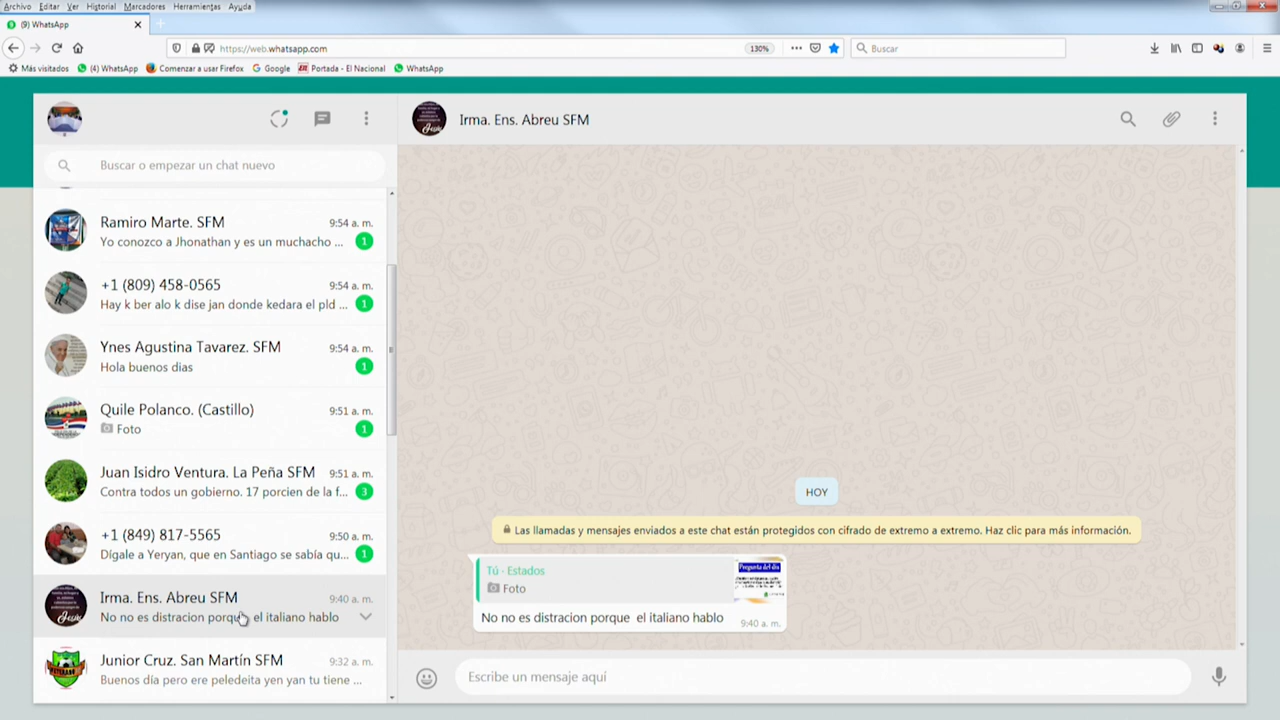 Archivo Editar Ver Historial Marcadores Herramientas Ayuda
(9) WhatsApp
https://web.whatsapp.com
130%
Buscar
Más visitados
(4) WhatsApp
Comenzar a usar Firefox
Google
Portada - El Nacional
WhatsApp
Irma. Ens. Abreu SFM
Buscar o empezar un chat nuevo
Ramiro Marte. SFM
9:54 a. m.
Yo conozco a Jhonathan y es un muchacho ...
1
+1 (809) 458-0565
9:54 a. m.
Hay k ber alo k dise jan donde kedara el pld ...
1
Ynes Agustina Tavarez. SFM
9:54 a. m.
Hola buenos dias
1
Quile Polanco. (Castillo)
9:51 a. m.
Foto
1
Juan Isidro Ventura. La Peña SFM
9:51 a. m.
Contra todos un gobierno. 17 porcien de la f...
3
+1 (849) 817-5565
9:50 a. m.
Dígale a Yeryan, que en Santiago se sabía qu...
1
Irma. Ens. Abreu SFM
9:40 a. m.
No no es distracion porque el italiano hablo
Junior Cruz. San Martín SFM
9:32 a. m.
Buenos día pero ere peledeita yen yan tu tiene ...
HOY
Las llamadas y mensajes enviados a este chat están protegidos con cifrado de extremo a extremo. Haz clic para más información.
Tú · Estados
Foto
Pregunta del día
No no es distracion porque el italiano hablo
9:40 a. m.
Escribe un mensaje aquí